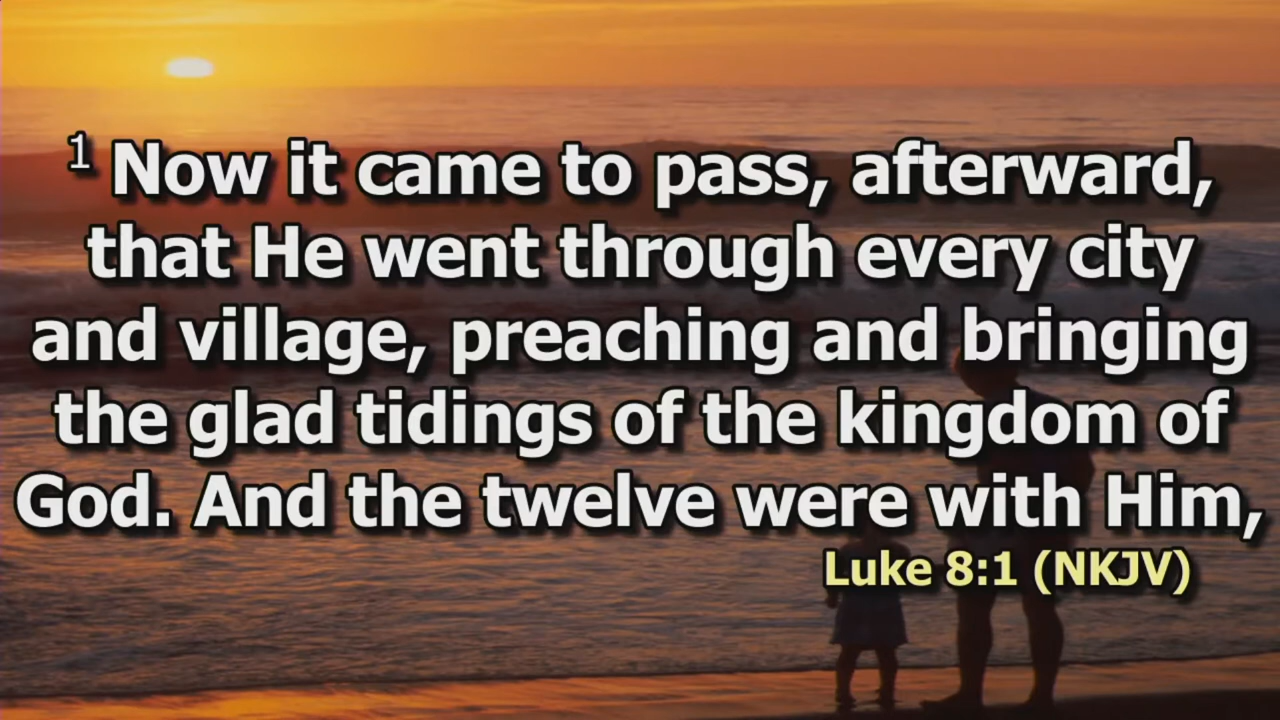 1 Now it came to pass, afterward,
that He went through every city
and village, preaching and bringing
the glad tidings of the kingdom of
God. And the twelve were with Him,
Luke 8:1 (NKJV)